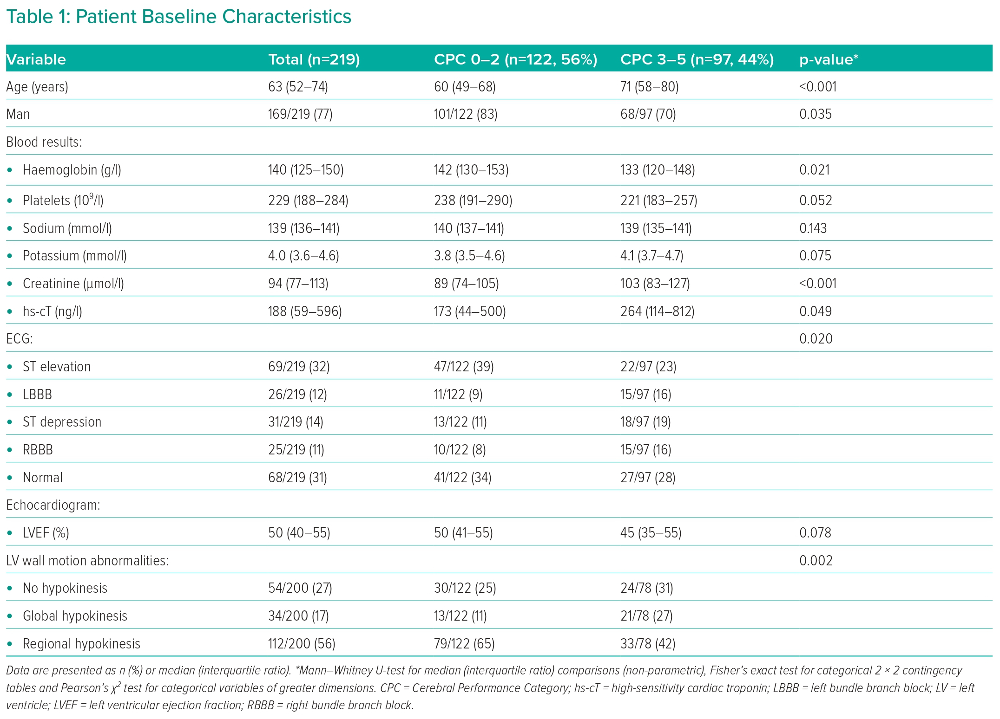 Table 1: Patient Baseline Characteristics
Variable Total (n=219) CPC 0–2 (n=122, 56%) CPC 3–5 (n=97, 44%) p-value*
Age (years) 63 (52–74) 60 (49–68) 71 (58–80) <0.001
Man 169/219 (77) 101/122 (83) 68/97 (70) 0.035
Blood results:
• Haemoglobin (g/l) 140 (125–150) 142 (130–153) 133 (120–148) 0.021
• Platelets (10⁹/l) 229 (188–284) 238 (191–290) 221 (183–257) 0.052
• Sodium (mmol/l) 139 (136–141) 140 (137–141) 139 (135–141) 0.143
• Potassium (mmol/l) 4.0 (3.6–4.6) 3.8 (3.5–4.6) 4.1 (3.7–4.7) 0.075
• Creatinine (µmol/l) 94 (77–113) 89 (74–105) 103 (83–127) <0.001
• hs-cT (ng/l) 188 (59–596) 173 (44–500) 264 (114–812) 0.049
ECG: 0.020
• ST elevation 69/219 (32) 47/122 (39) 22/97 (23)
• LBBB 26/219 (12) 11/122 (9) 15/97 (16)
• ST depression 31/219 (14) 13/122 (11) 18/97 (19)
• RBBB 25/219 (11) 10/122 (8) 15/97 (16)
• Normal 68/219 (31) 41/122 (34) 27/97 (28)
Echocardiogram:
• LVEF (%) 50 (40–55) 50 (41–55) 45 (35–55) 0.078
LV wall motion abnormalities: 0.002
• No hypokinesis 54/200 (27) 30/122 (25) 24/78 (31)
• Global hypokinesis 34/200 (17) 13/122 (11) 21/78 (27)
• Regional hypokinesis 112/200 (56) 79/122 (65) 33/78 (42)
Data are presented as n (%) or median (interquartile ratio). *Mann–Whitney U-test for median (interquartile ratio) comparisons (non-parametric), Fisher's exact test for categorical 2 × 2 contingency
tables and Pearson's χ² test for categorical variables of greater dimensions. CPC = Cerebral Performance Category; hs-cT = high-sensitivity cardiac troponin; LBBB = left bundle branch block; LV = left
ventricle; LVEF = left ventricular ejection fraction; RBBB = right bundle branch block.